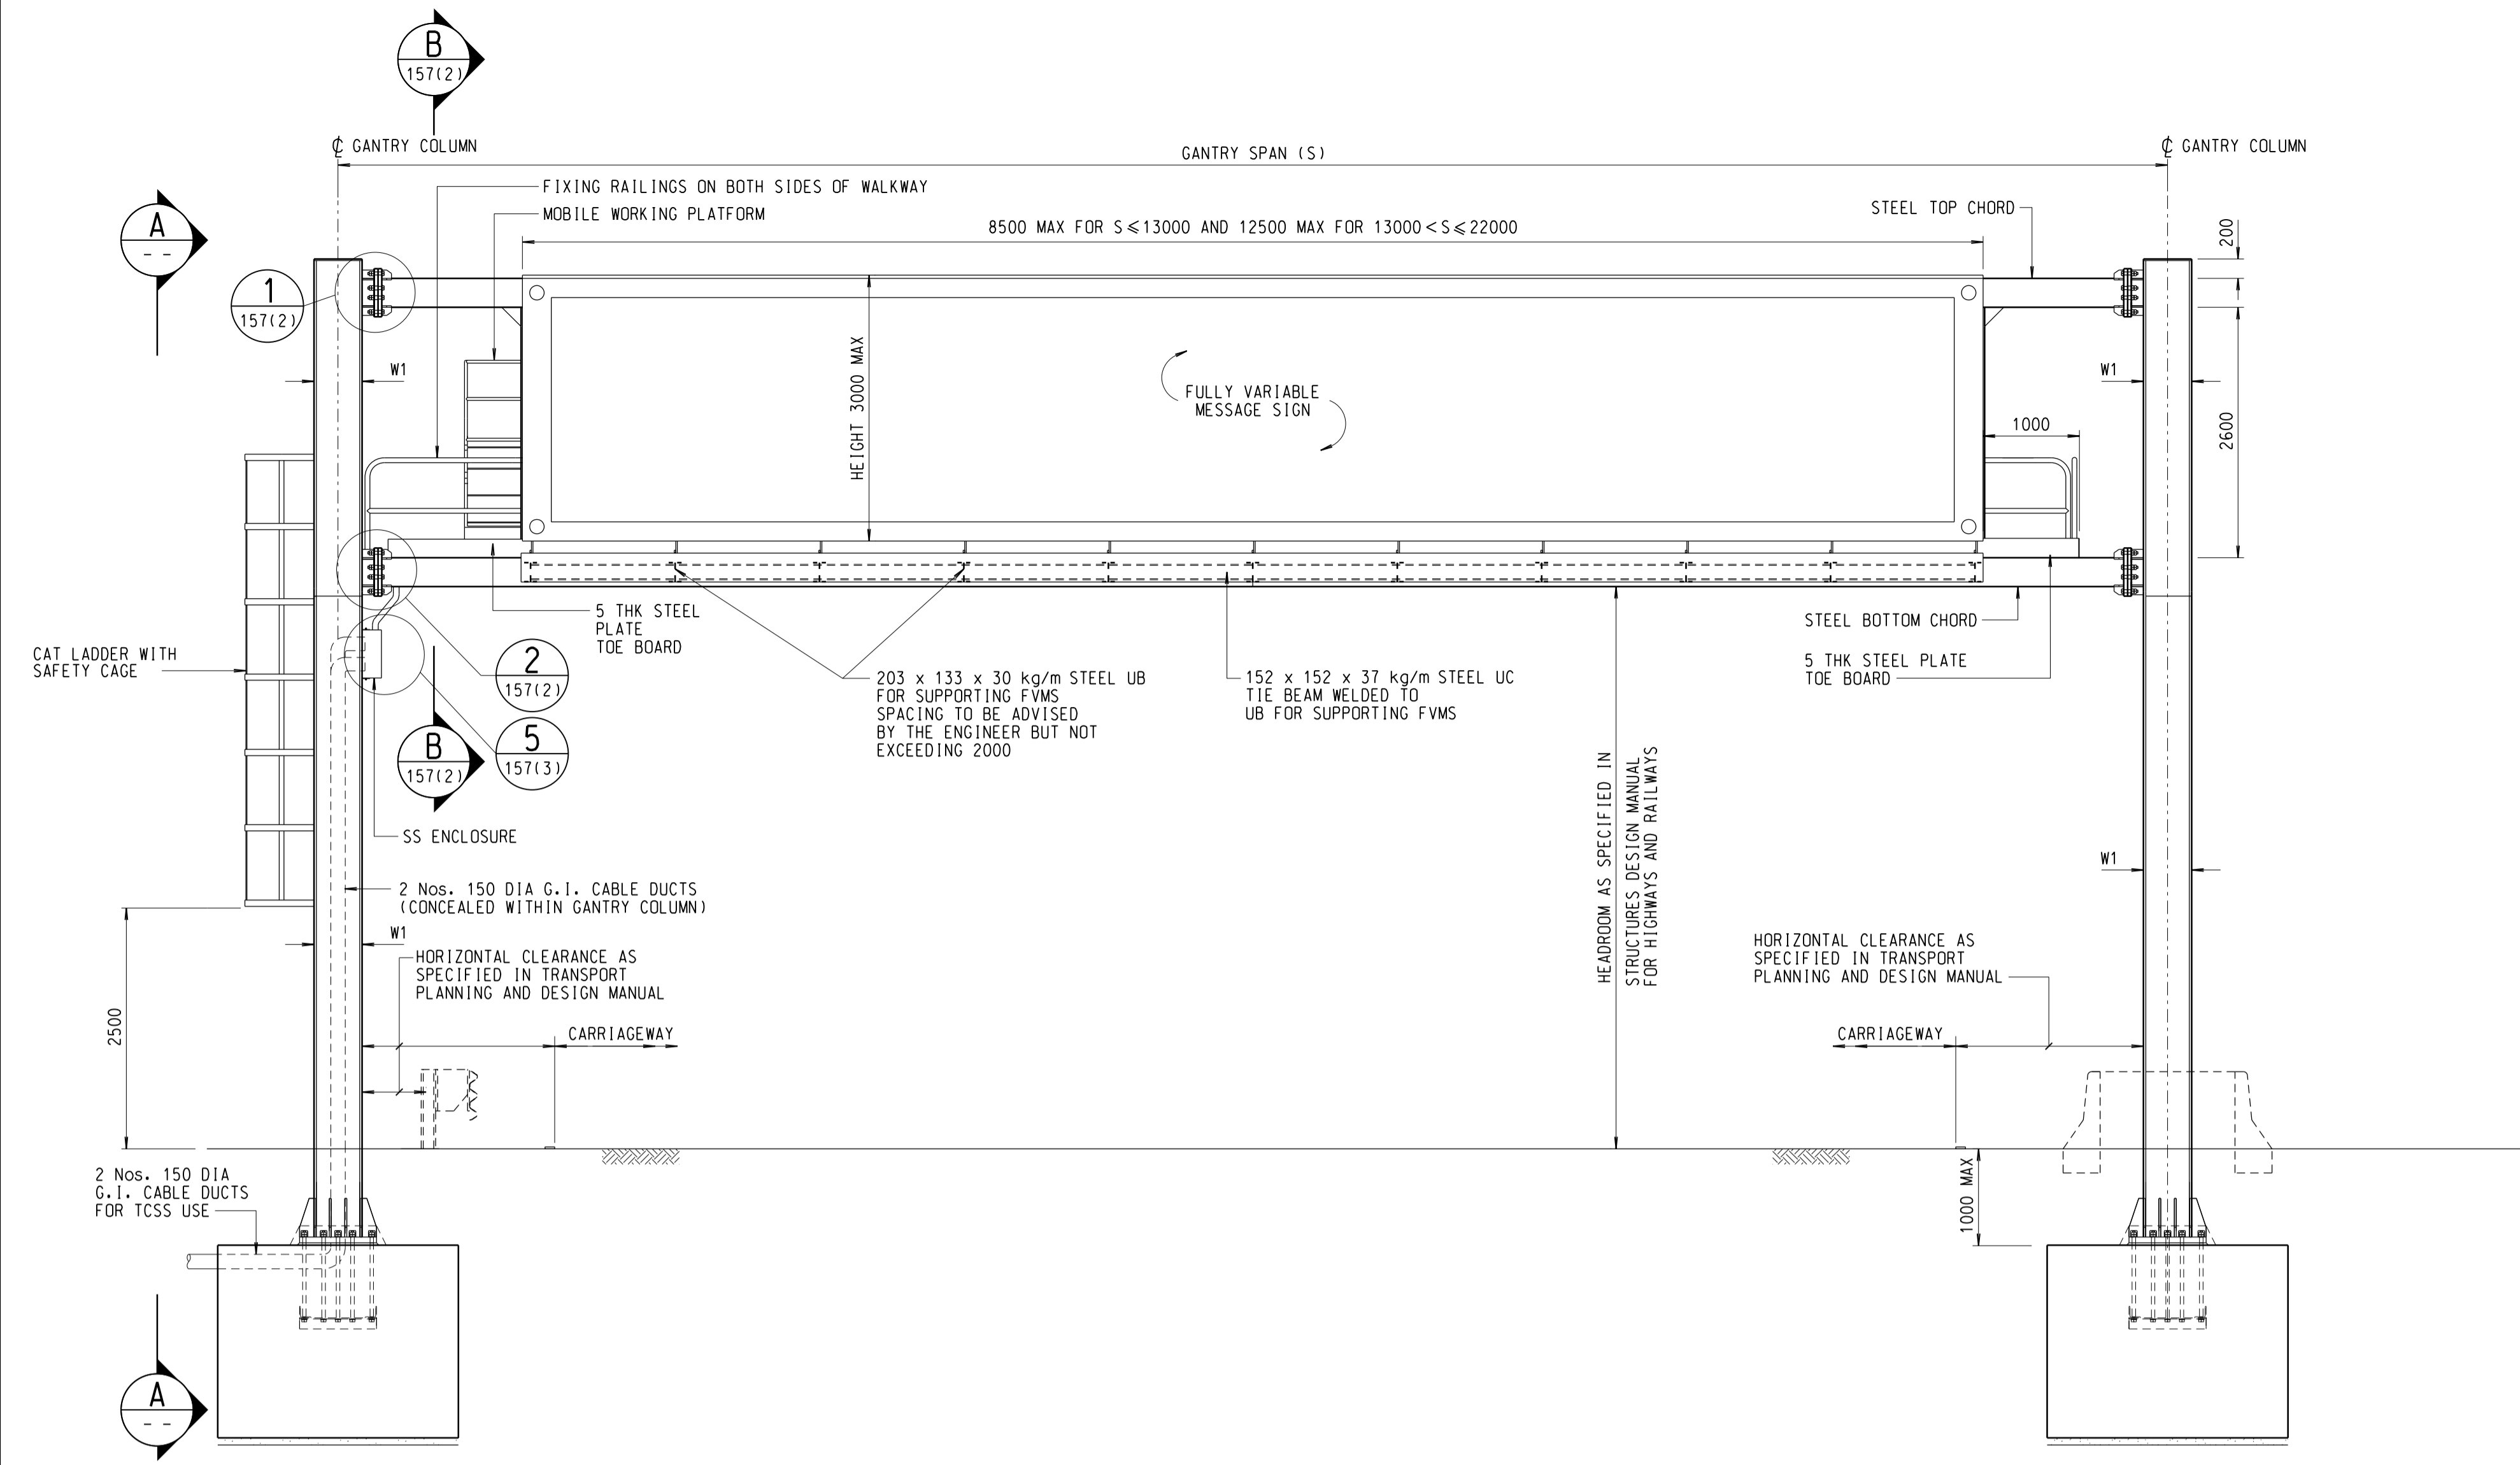 B
157(2)
℄ GANTRY COLUMN
GANTRY SPAN (S)
℄ GANTRY COLUMN
FIXING RAILINGS ON BOTH SIDES OF WALKWAY
MOBILE WORKING PLATFORM
8500 MAX FOR S⩽13000 AND 12500 MAX FOR 13000<S⩽22000
STEEL TOP CHORD
200
A
- -
1
157(2)
W1
HEIGHT 3000 MAX
FULLY VARIABLE
MESSAGE SIGN
W1
1000
2600
5 THK STEEL
PLATE
TOE BOARD
STEEL BOTTOM CHORD
CAT LADDER WITH
SAFETY CAGE
2
157(2)
203 x 133 x 30 kg/m STEEL UB
FOR SUPPORTING FVMS
SPACING TO BE ADVISED
BY THE ENGINEER BUT NOT
EXCEEDING 2000
152 x 152 x 37 kg/m STEEL UC
TIE BEAM WELDED TO
UB FOR SUPPORTING FVMS
5 THK STEEL PLATE
TOE BOARD
B
157(2)
5
157(3)
SS ENCLOSURE
HEADROOM AS SPECIFIED IN
STRUCTURES DESIGN MANUAL
FOR HIGHWAYS AND RAILWAYS
W1
2 Nos. 150 DIA G.I. CABLE DUCTS
(CONCEALED WITHIN GANTRY COLUMN)
W1
HORIZONTAL CLEARANCE AS
SPECIFIED IN TRANSPORT
PLANNING AND DESIGN MANUAL
HORIZONTAL CLEARANCE AS
SPECIFIED IN TRANSPORT
PLANNING AND DESIGN MANUAL
2500
CARRIAGEWAY
CARRIAGEWAY
2 Nos. 150 DIA
G.I. CABLE DUCTS
FOR TCSS USE
1000 MAX
A
- -